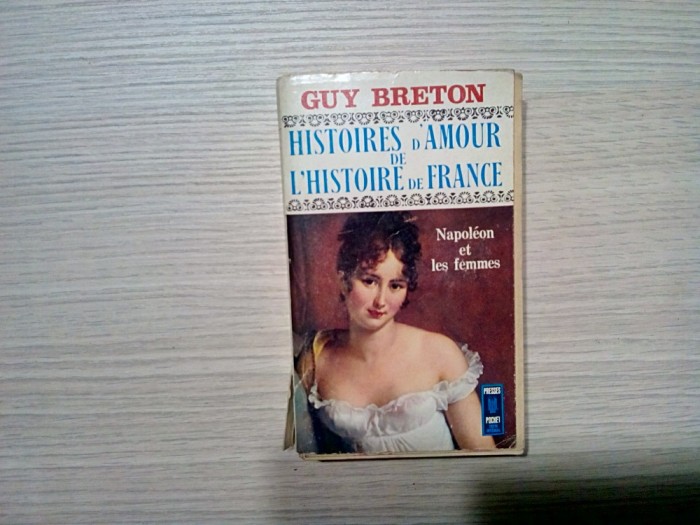 GUY BRETON
HISTOIRES D'AMOUR
DE
L'HISTOIRE DE FRANCE
Napoléon
et
les femmes
PRESSES
POCKET